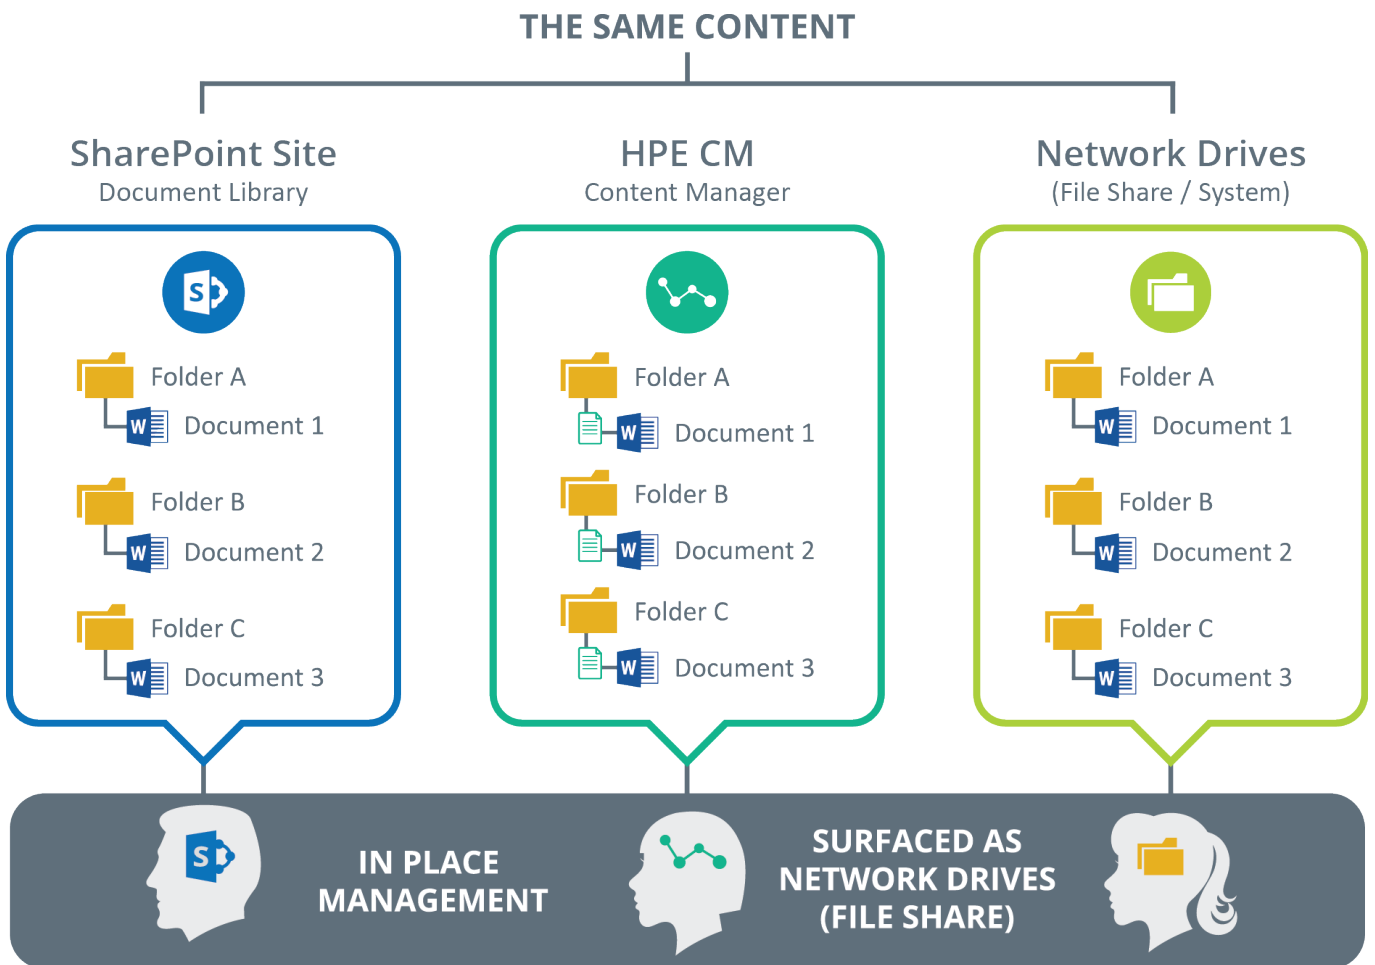 THE SAME CONTENT
SharePoint Site
Document Library
S
Folder A
W
Document 1
Folder B
W
Document 2
Folder C
W
Document 3
HPE CM
Content Manager
Folder A
W
Document 1
Folder B
W
Document 2
Folder C
W
Document 3
Network Drives
(File Share / System)
Folder A
W
Document 1
Folder B
W
Document 2
Folder C
W
Document 3
S
IN PLACE
MANAGEMENT
SURFACED AS
NETWORK DRIVES
(FILE SHARE)